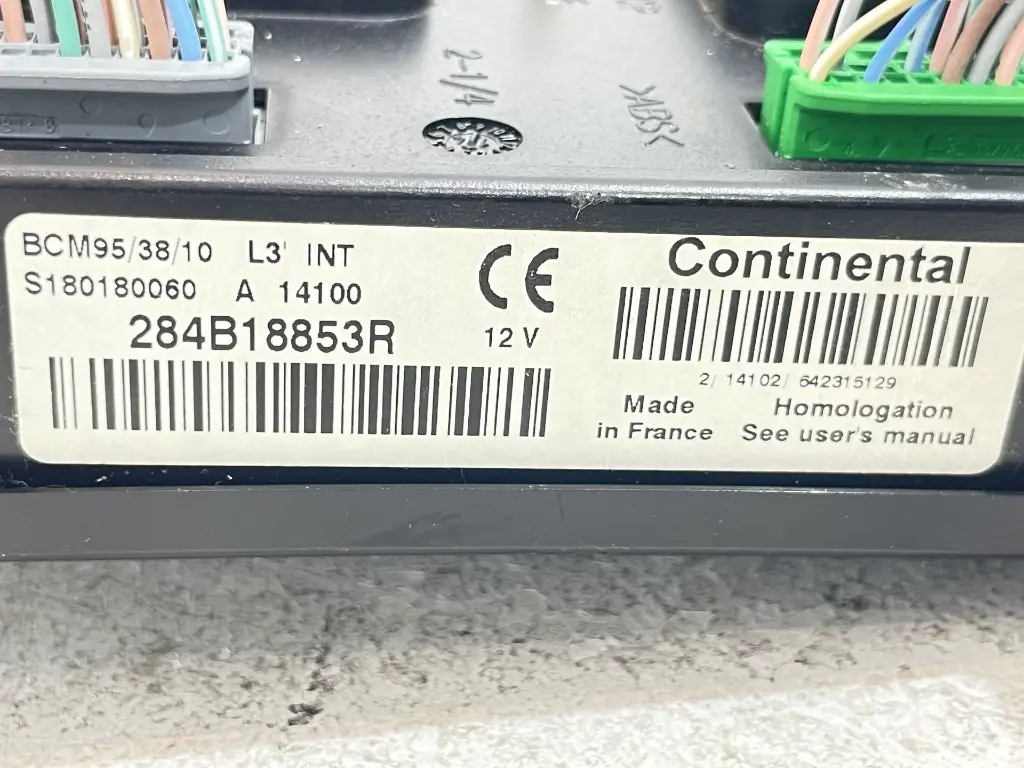 2-1/4
>ABS<
BCM95/38/10 L3' INT
S180180060 A 14100
284B18853R
CE
12 V
Continental
2/ 14102/ 642315129
Made
in France
Homologation
See user's manual